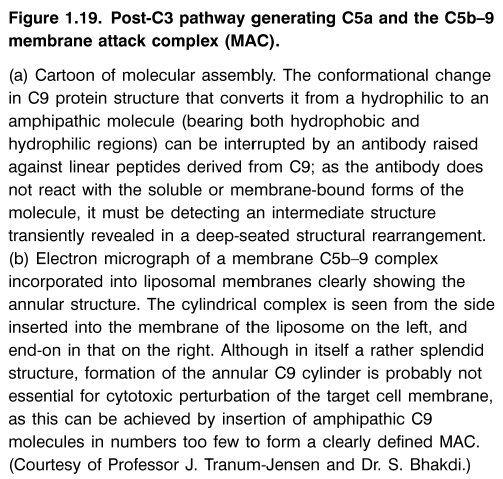 Figure 1.19. Post-C3 pathway generating C5a and the C5b–9
membrane attack complex (MAC).
(a) Cartoon of molecular assembly. The conformational change
in C9 protein structure that converts it from a hydrophilic to an
amphipathic molecule (bearing both hydrophobic and
hydrophilic regions) can be interrupted by an antibody raised
against linear peptides derived from C9; as the antibody does
not react with the soluble or membrane-bound forms of the
molecule, it must be detecting an intermediate structure
transiently revealed in a deep-seated structural rearrangement.
(b) Electron micrograph of a membrane C5b–9 complex
incorporated into liposomal membranes clearly showing the
annular structure. The cylindrical complex is seen from the side
inserted into the membrane of the liposome on the left, and
end-on in that on the right. Although in itself a rather splendid
structure, formation of the annular C9 cylinder is probably not
essential for cytotoxic perturbation of the target cell membrane,
as this can be achieved by insertion of amphipathic C9
molecules in numbers too few to form a clearly defined MAC.
(Courtesy of Professor J. Tranum-Jensen and Dr. S. Bhakdi.)